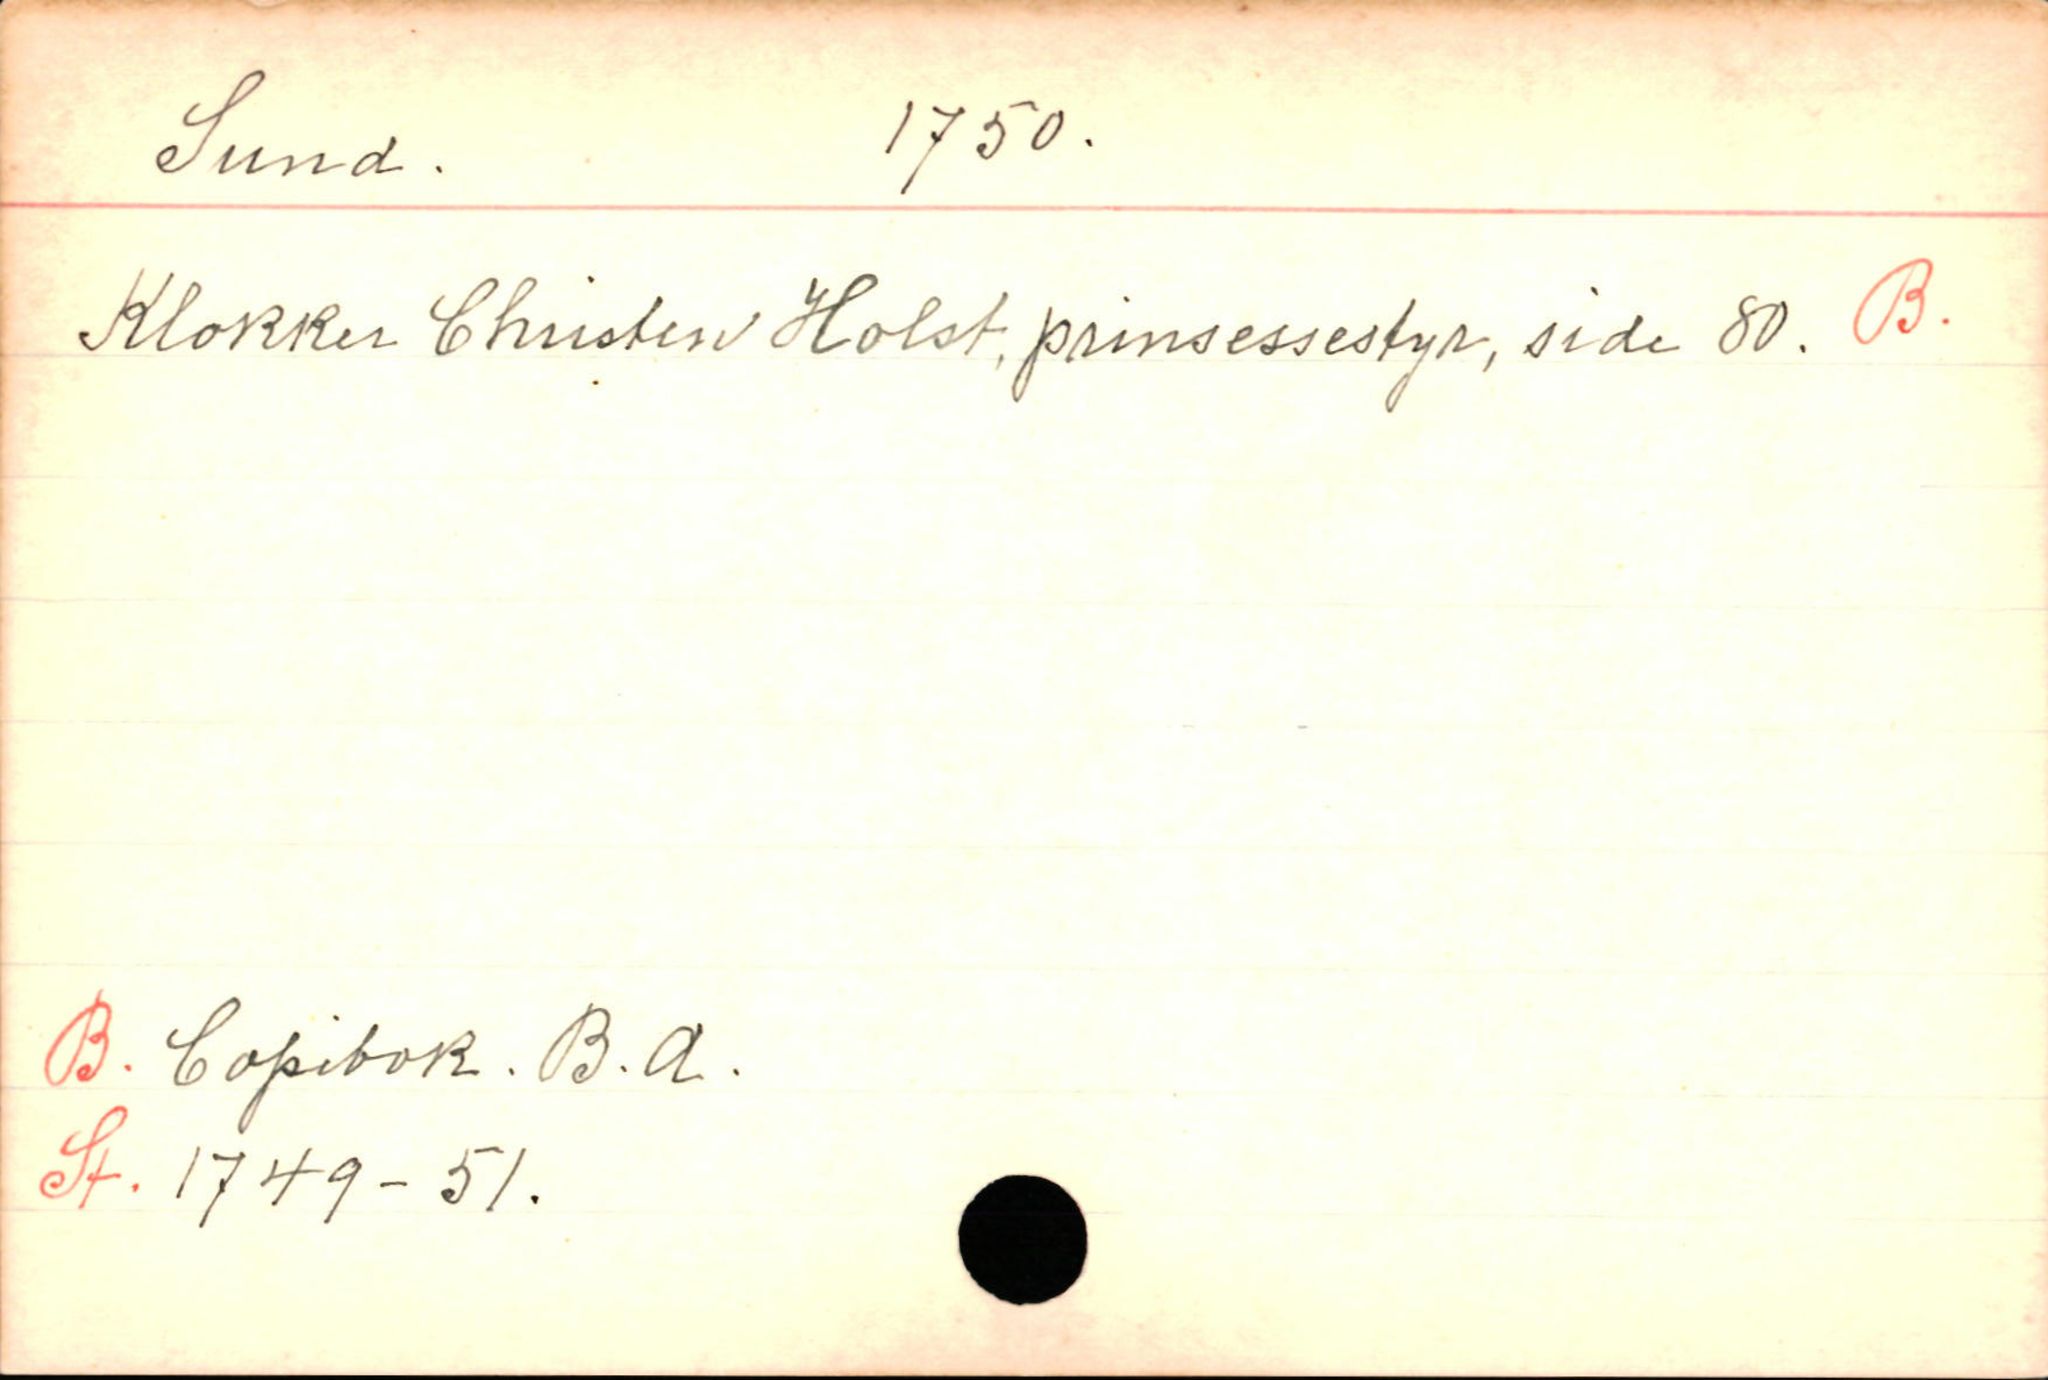 Sund. 1750.
Klokker Christen Holst, prinsessestyr, side 80. B.
B. Copibok. B.A.
St. 1749-51.